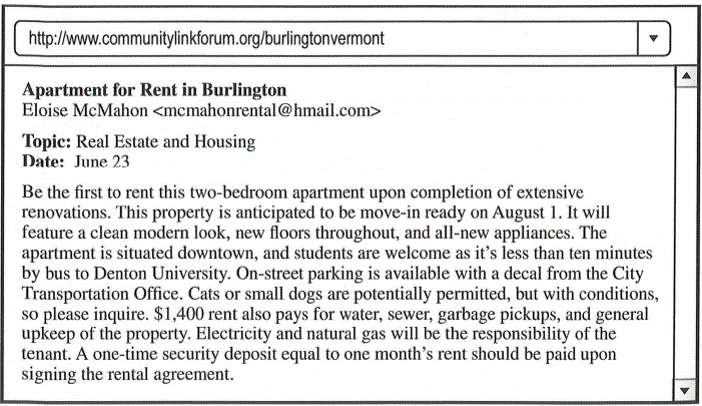 http://www.communitylinkforum.org/burlingtonvermont
Apartment for Rent in Burlington
Eloise McMahon <mcmahonrental@hmail.com>
Topic: Real Estate and Housing
Date: June 23
Be the first to rent this two-bedroom apartment upon completion of extensive
renovations. This property is anticipated to be move-in ready on August 1. It will
feature a clean modern look, new floors throughout, and all-new appliances. The
apartment is situated downtown, and students are welcome as it's less than ten minutes
by bus to Denton University. On-street parking is available with a decal from the City
Transportation Office. Cats or small dogs are potentially permitted, but with conditions,
so please inquire. $1,400 rent also pays for water, sewer, garbage pickups, and general
upkeep of the property. Electricity and natural gas will be the responsibility of the
tenant. A one-time security deposit equal to one month's rent should be paid upon
signing the rental agreement.